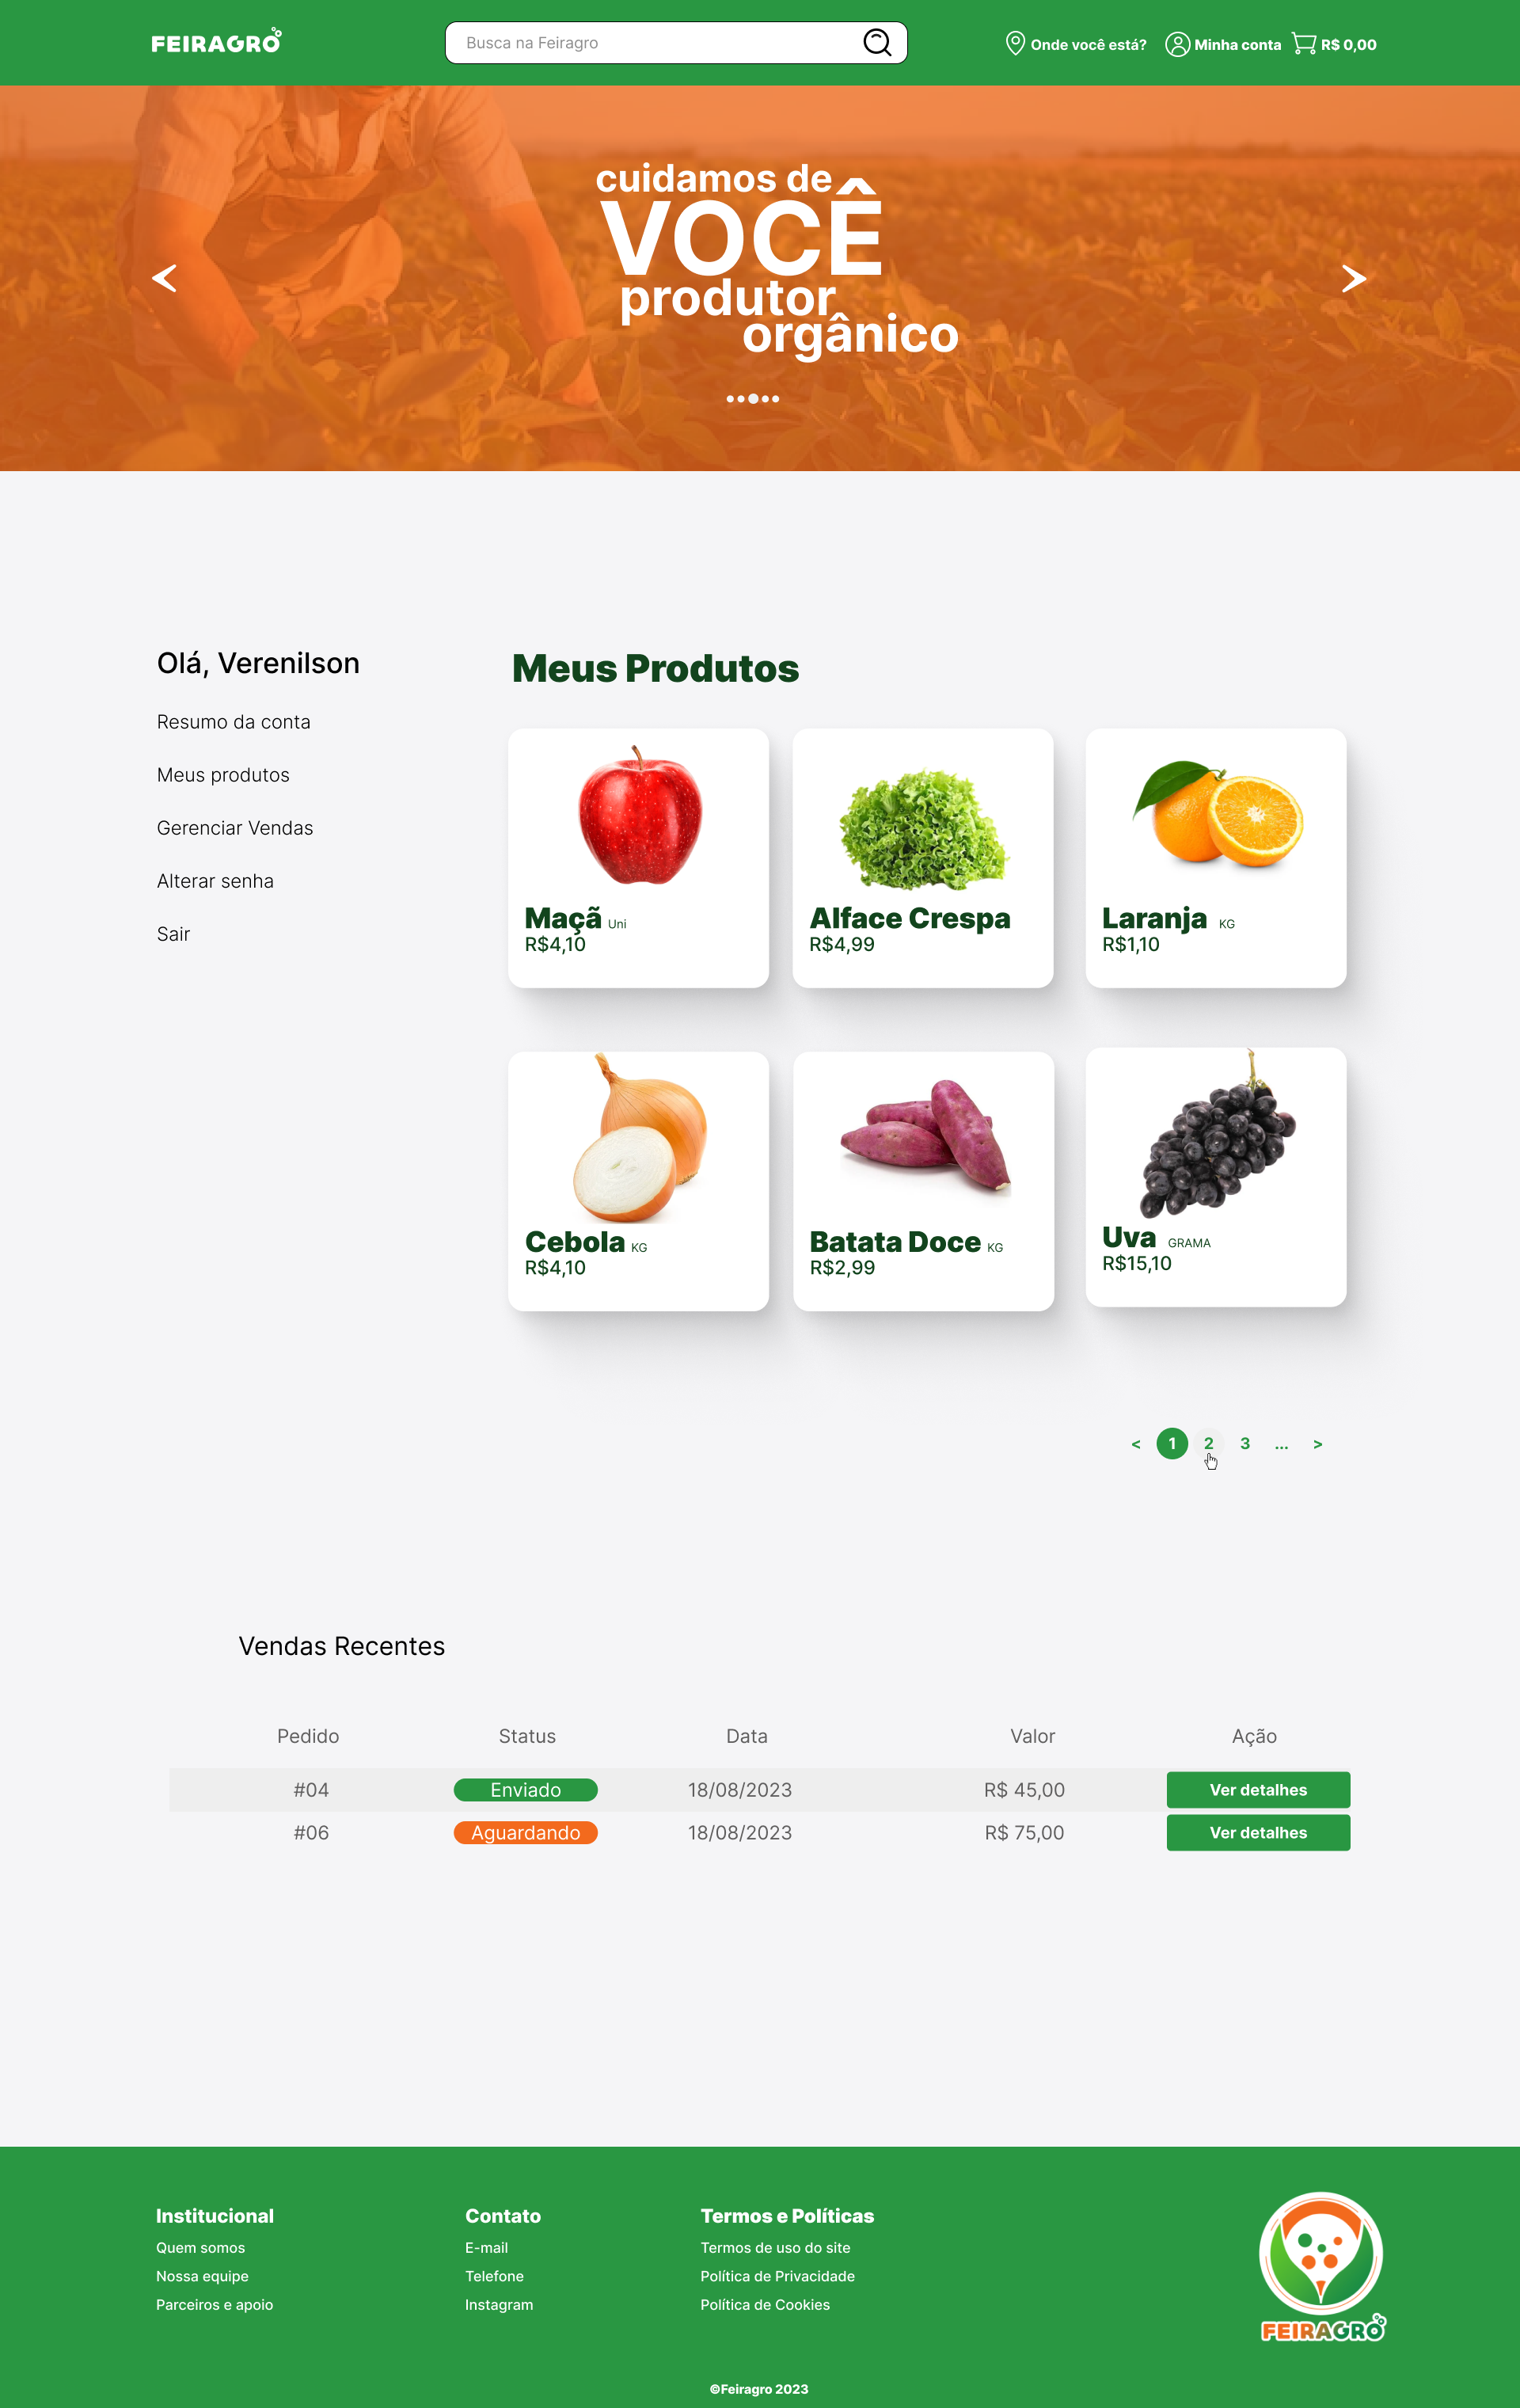 FEIRAGRO
Busca na Feiragro
Onde você está?
Minha conta
R$ 0,00
cuidamos de
VOCÊ
produtor
orgânico
<
>
Olá, Verenilson
Resumo da conta
Meus produtos
Gerenciar Vendas
Alterar senha
Sair
Meus Produtos
Maçã Uni
R$4,10
Alface Crespa
R$4,99
Laranja KG
R$1,10
Cebola KG
R$4,10
Batata Doce KG
R$2,99
Uva GRAMA
R$15,10
< 1 2 3 ... >
Vendas Recentes
Pedido Status Data Valor Ação
#04 Enviado 18/08/2023 R$ 45,00 Ver detalhes
#06 Aguardando 18/08/2023 R$ 75,00 Ver detalhes
Institucional
Quem somos
Nossa equipe
Parceiros e apoio
Contato
E-mail
Telefone
Instagram
Termos e Políticas
Termos de uso do site
Política de Privacidade
Política de Cookies
FEIRAGRO
©Feiragro 2023